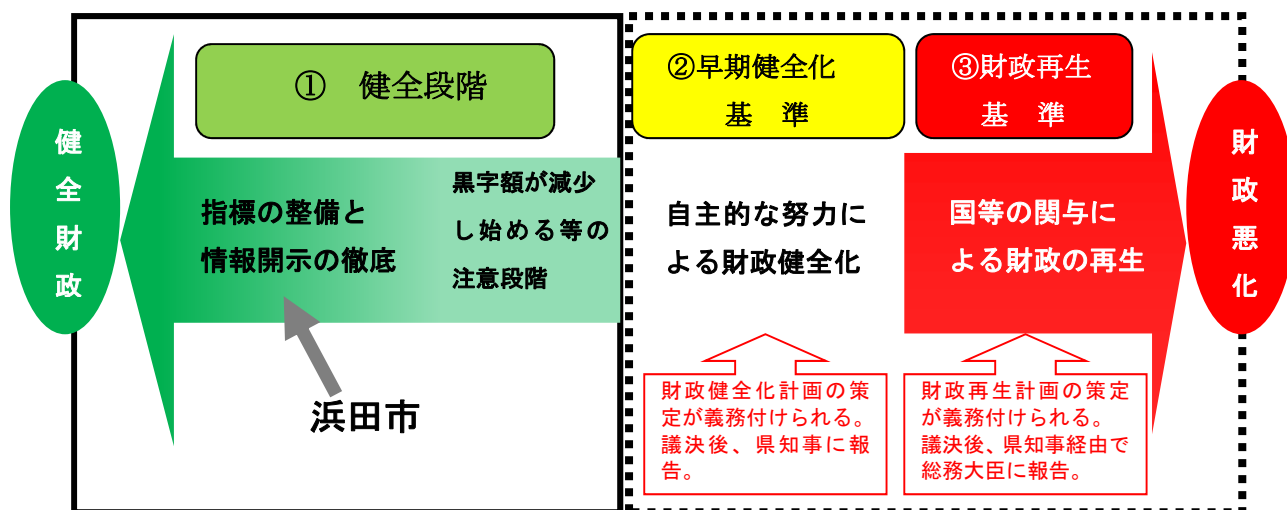 健全財政
① 健全段階
指標の整備と
情報開示の徹底
黒字額が減少
し始める等の
注意段階
浜田市
②早期健全化
基 準
自主的な努力に
よる財政健全化
財政健全化計画の策
定が義務付けられる。
議決後、県知事に報
告。
③財政再生
基 準
国等の関与に
よる財政の再生
財政再生計画の策定
が義務付けられる。
議決後、県知事経由で
総務大臣に報告。
財政悪化